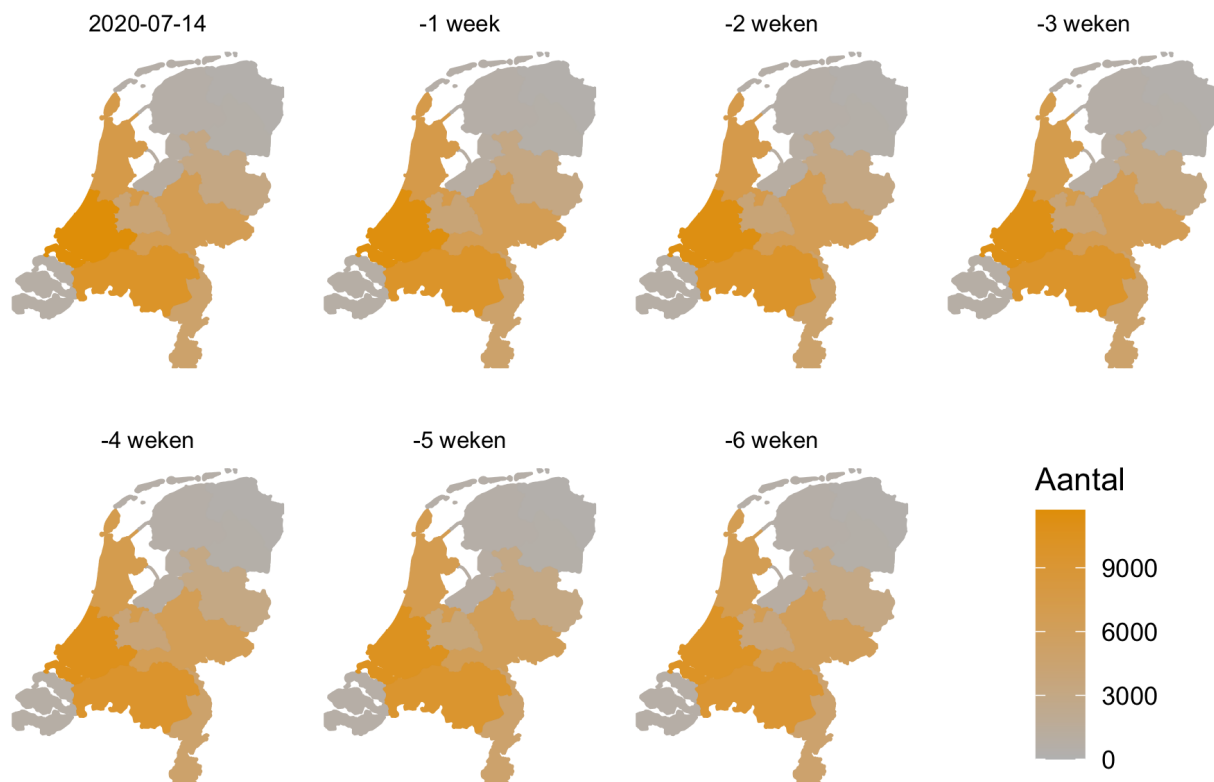 2020-07-14
-1 week
-2 weken
-3 weken
-4 weken
-5 weken
-6 weken
Aantal
9000
6000
3000
0